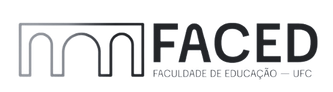 FACED
FACULDADE DE EDUCAÇÃO — UFC